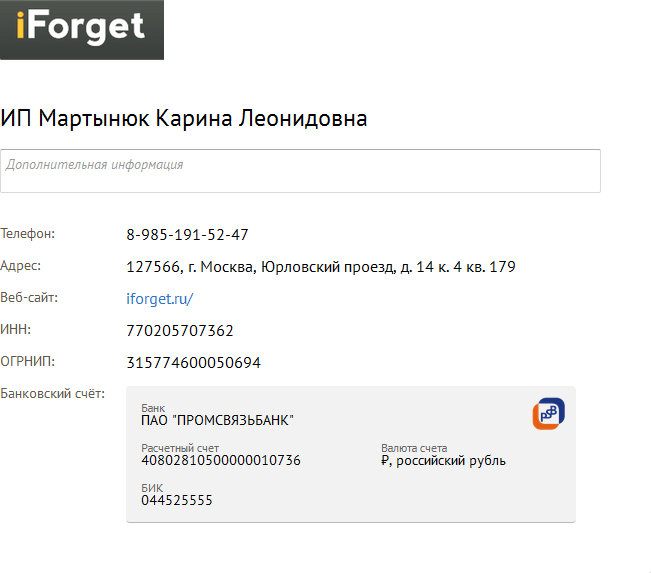 iForget
ИП Мартынюк Карина Леонидовна
Дополнительная информация
Телефон: 8-985-191-52-47
Адрес: 127566, г. Москва, Юрловский проезд, д. 14 к. 4 кв. 179
Веб-сайт: iforget.ru/
ИНН: 770205707362
ОГРНИП: 315774600050694
Банковский счёт:
Банк
ПАО "ПРОМСВЯЗЬБАНК"
PSB
Расчетный счет Валюта счета
40802810500000010736 ₽, российский рубль
БИК
044525555